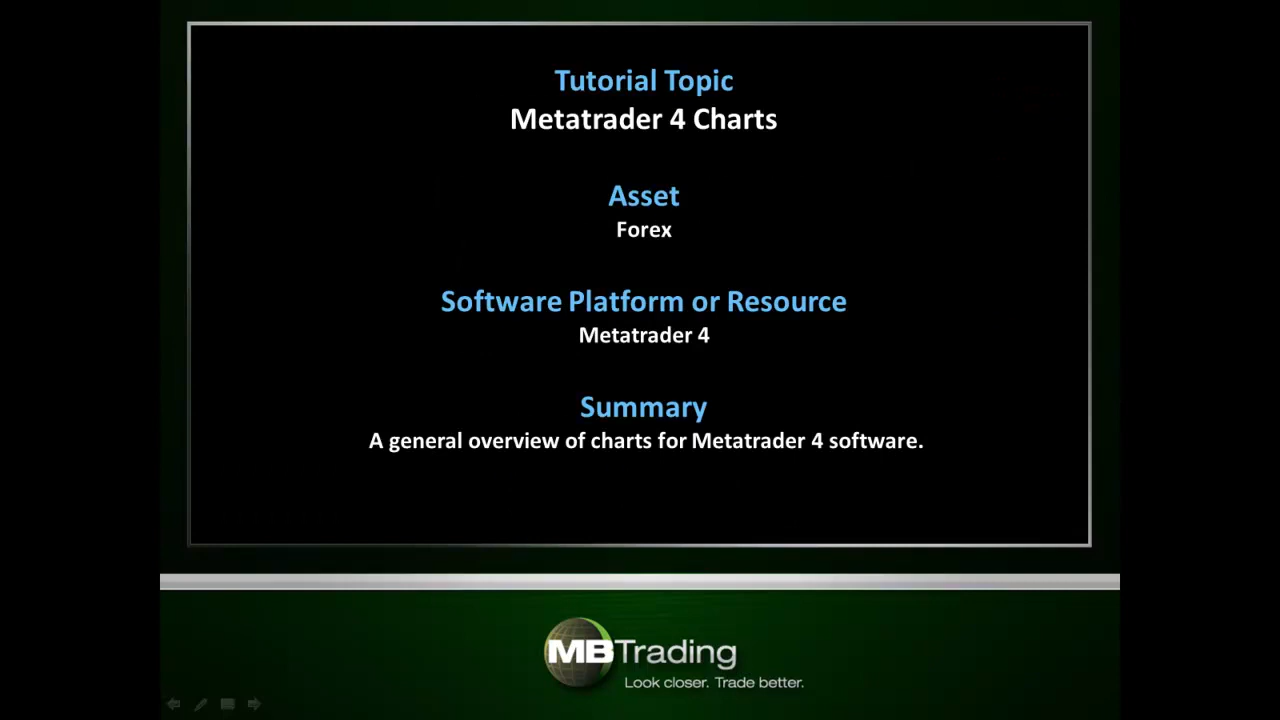 Tutorial Topic
Metatrader 4 Charts
Asset
Forex
Software Platform or Resource
Metatrader 4
Summary
A general overview of charts for Metatrader 4 software.
MBTrading
Look closer. Trade better.